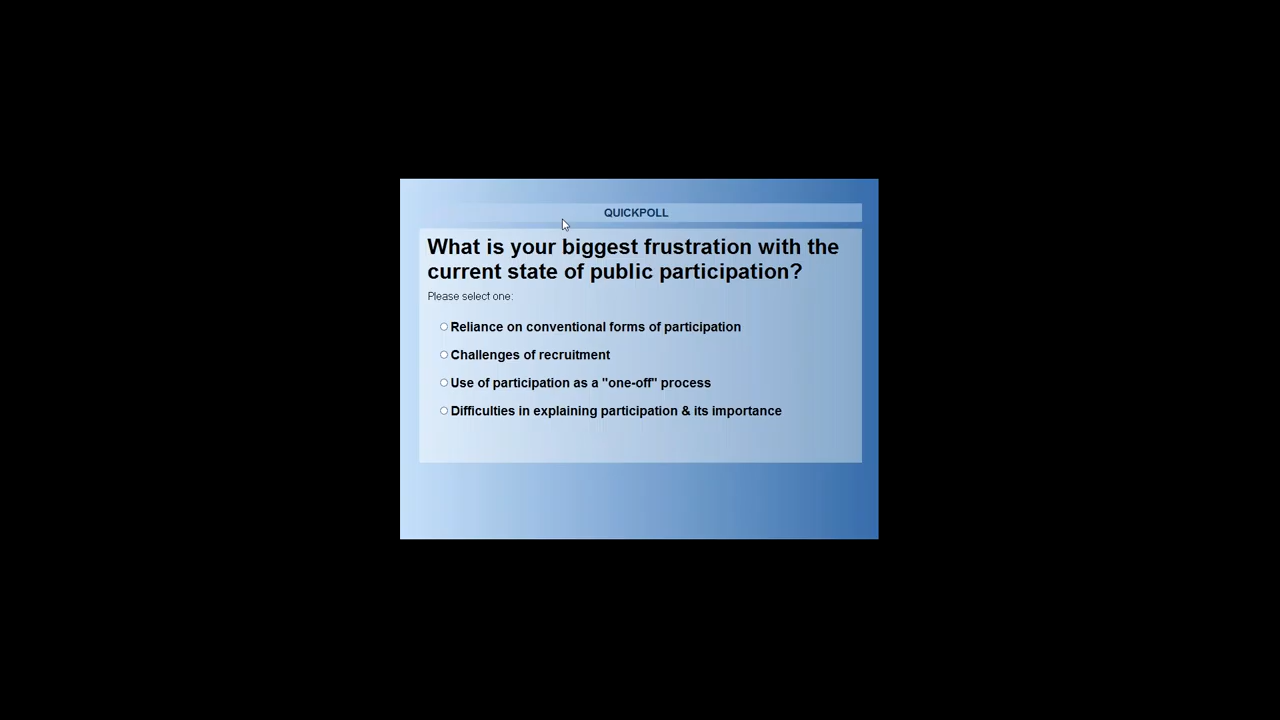 QUICKPOLL
What is your biggest frustration with the
current state of public participation?
Please select one:
Reliance on conventional forms of participation
Challenges of recruitment
Use of participation as a "one-off" process
Difficulties in explaining participation & its importance